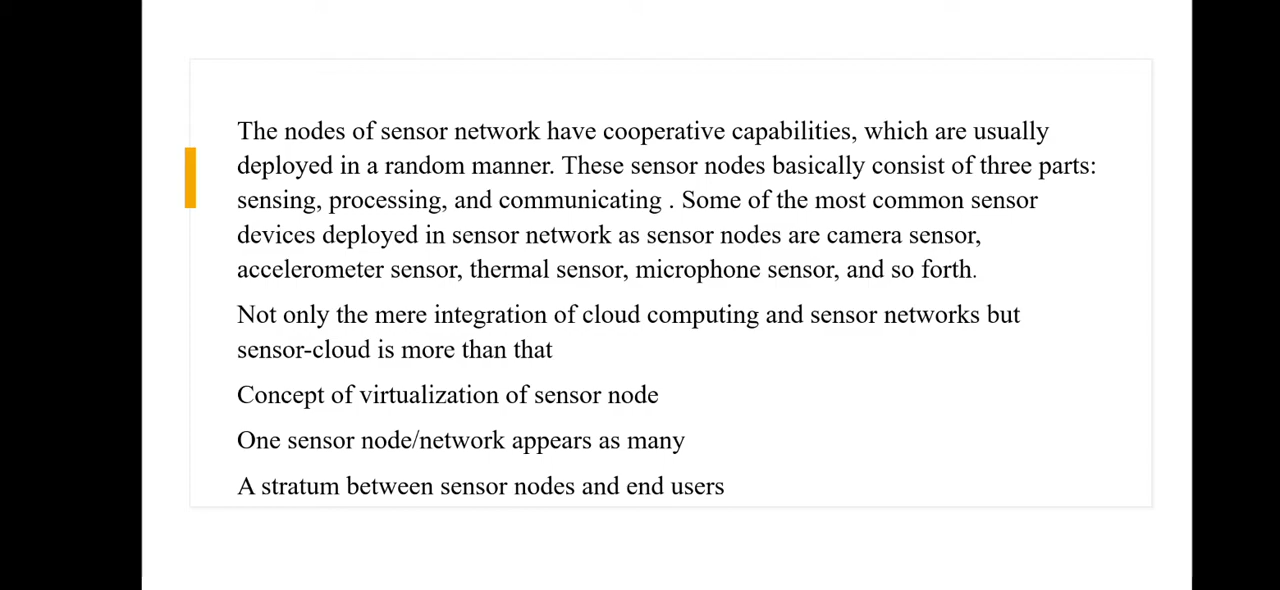 The nodes of sensor network have cooperative capabilities, which are usually
deployed in a random manner. These sensor nodes basically consist of three parts:
sensing, processing, and communicating . Some of the most common sensor
devices deployed in sensor network as sensor nodes are camera sensor,
accelerometer sensor, thermal sensor, microphone sensor, and so forth.
Not only the mere integration of cloud computing and sensor networks but
sensor-cloud is more than that
Concept of virtualization of sensor node
One sensor node/network appears as many
A stratum between sensor nodes and end users